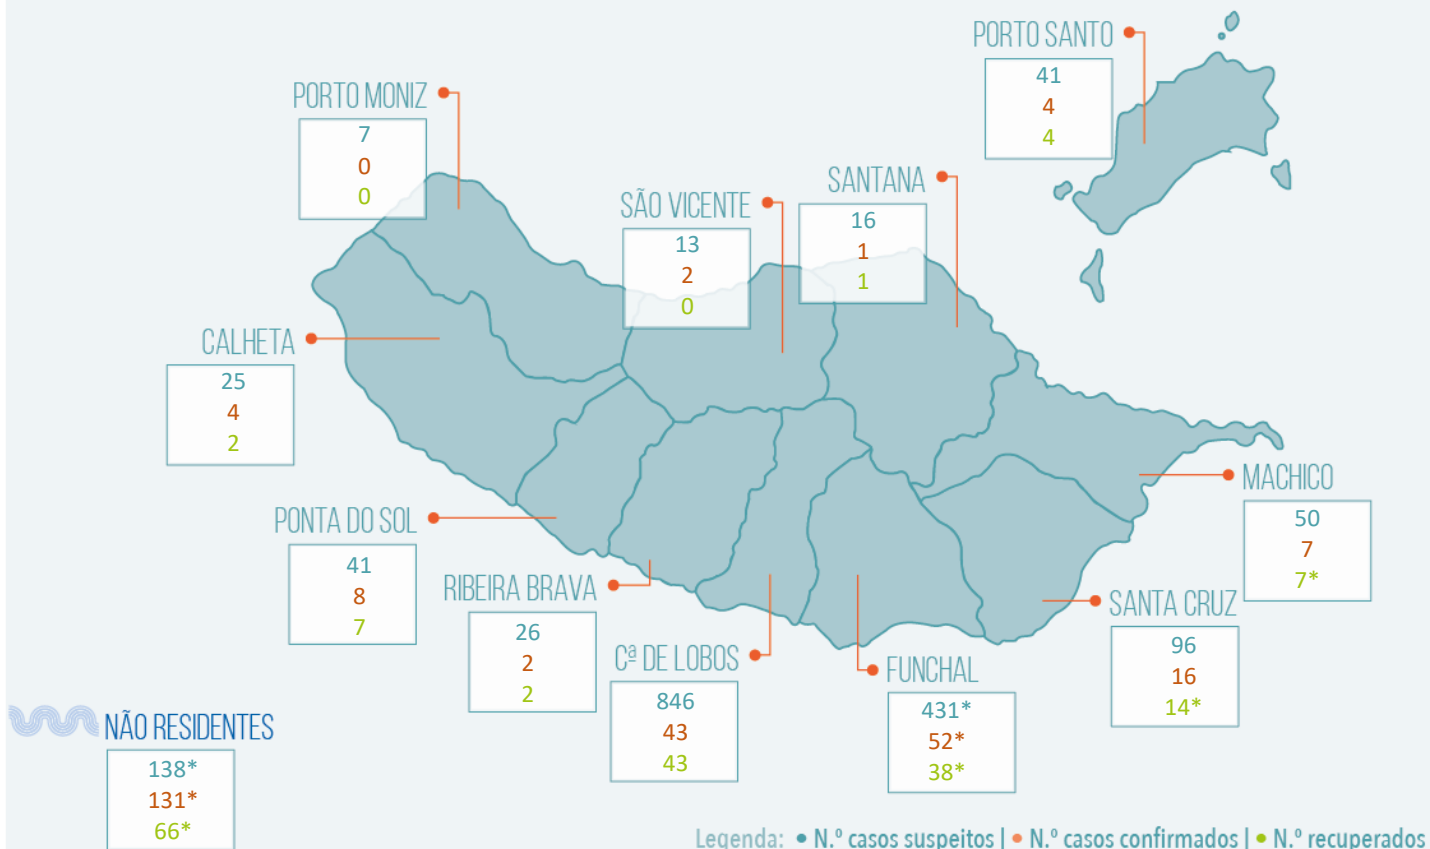 PORTO SANTO
41
4
4
PORTO MONIZ
7
0
0
SANTANA
16
1
1
SÃO VICENTE
13
2
0
CALHETA
25
4
2
MACHICO
50
7
7*
PONTA DO SOL
41
8
7
RIBEIRA BRAVA
26
2
2
SANTA CRUZ
96
16
14*
Cª DE LOBOS
846
43
43
FUNCHAL
431*
52*
38*
NÃO RESIDENTES
138*
131*
66*
Legenda: • N.º casos suspeitos | • N.º casos confirmados | • N.º recuperados